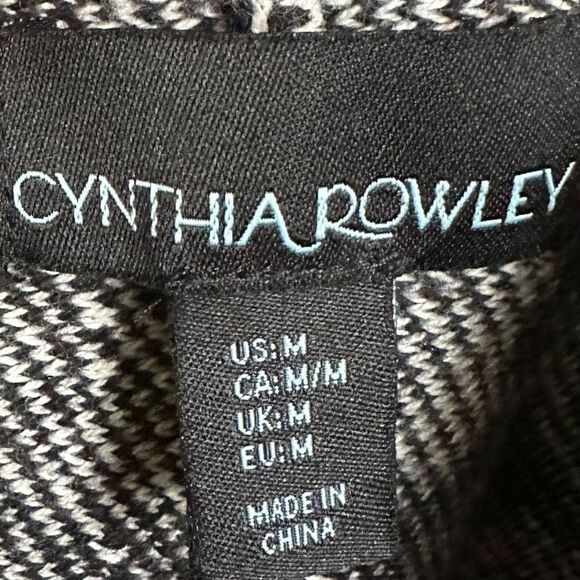 CYNTHIA ROWLEY
US: M
CA: M/M
UK: M
EU: M
MADE IN
CHINA